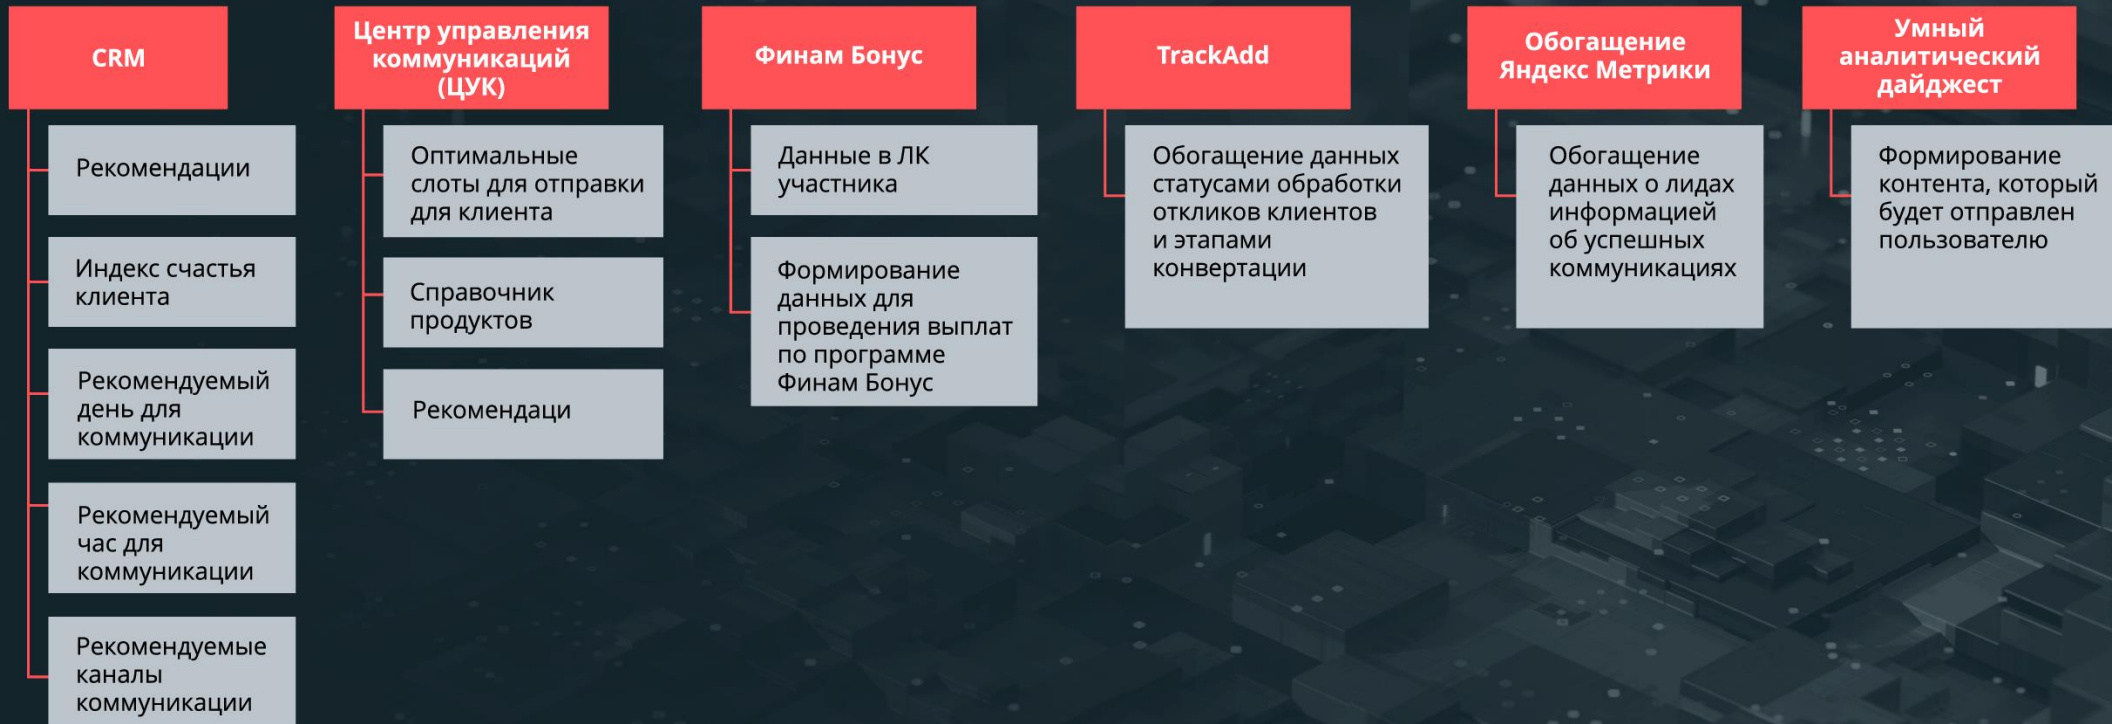 CRM
Рекомендации
Индекс счастья
клиента
Рекомендуемый
день для
коммуникации
Рекомендуемый
час для
коммуникации
Рекомендуемые
каналы
коммуникации
Центр управления
коммуникаций
(ЦУК)
Оптимальные
слоты для отправки
для клиента
Справочник
продуктов
Рекомендаци
Финам Бонус
Данные в ЛК
участника
Формирование
данных для
проведения выплат
по программе
Финам Бонус
TrackAdd
Обогащение данных
статусами обработки
откликов клиентов
и этапами
конвертации
Обогащение
Яндекс Метрики
Обогащение
данных о лидах
информацией
об успешных
коммуникациях
Умный
аналитический
дайджест
Формирование
контента, который
будет отправлен
пользователю